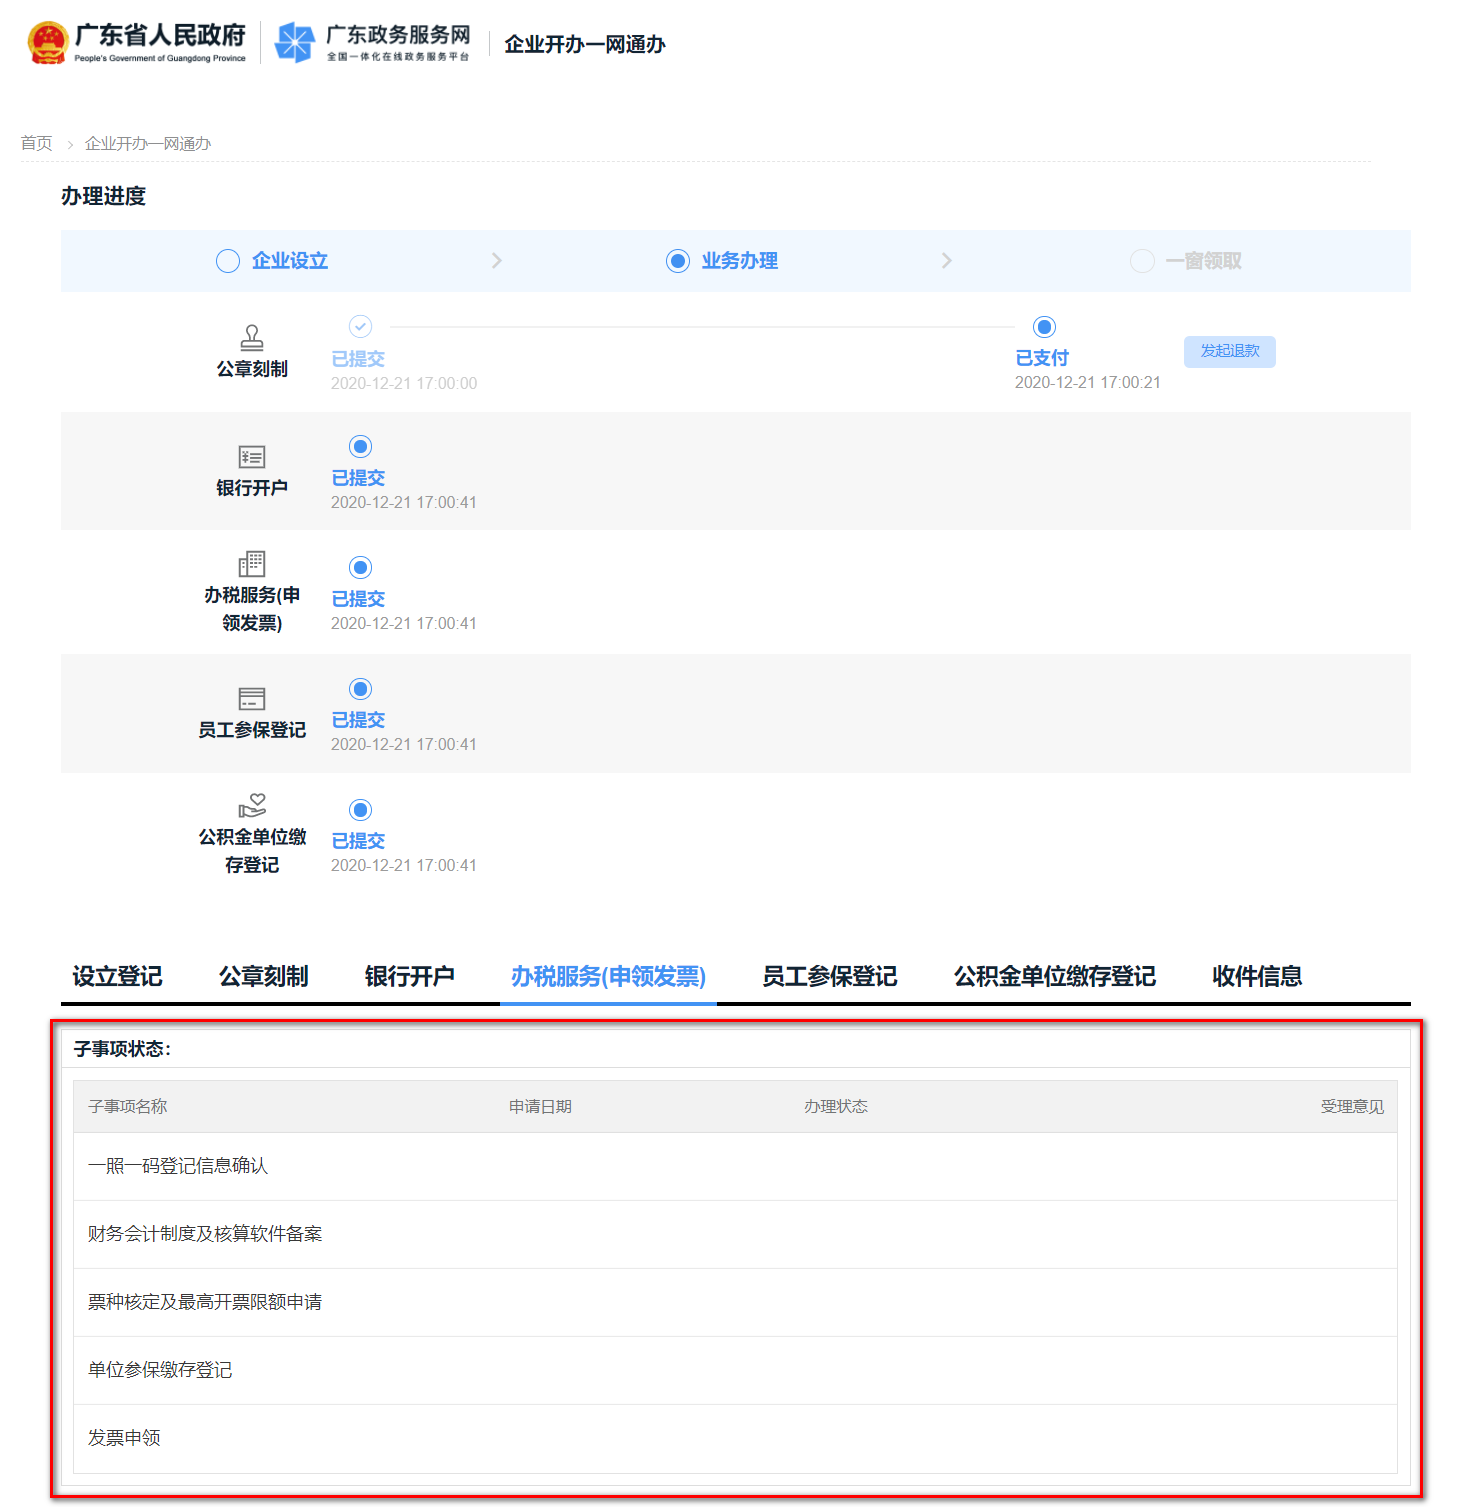 广东省人民政府
People's Government of Guangdong Province
广东政务服务网
全国一体化在线政务服务平台
企业开办一网通办
首页 > 企业开办一网通办
办理进度
企业设立 > 业务办理 > 一窗领取
公章刻制
已提交
2020-12-21 17:00:00
已支付
2020-12-21 17:00:21
发起退款
银行开户
已提交
2020-12-21 17:00:41
办税服务(申
领发票)
已提交
2020-12-21 17:00:41
员工参保登记
已提交
2020-12-21 17:00:41
公积金单位缴
存登记
已提交
2020-12-21 17:00:41
设立登记 公章刻制 银行开户 办税服务(申领发票) 员工参保登记 公积金单位缴存登记 收件信息
子事项状态：
子事项名称 申请日期 办理状态 受理意见
一照一码登记信息确认
财务会计制度及核算软件备案
票种核定及最高开票限额申请
单位参保缴存登记
发票申领